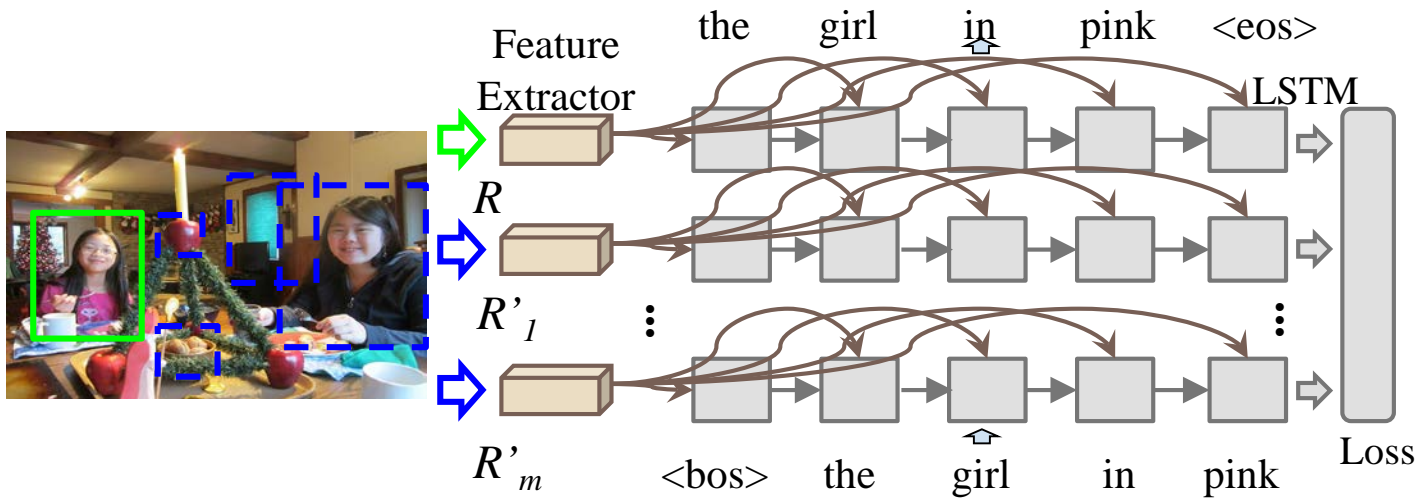 the girl in pink <eos>
Feature
Extractor
LSTM
R
R’1
R’m
<bos> the girl in pink
Loss